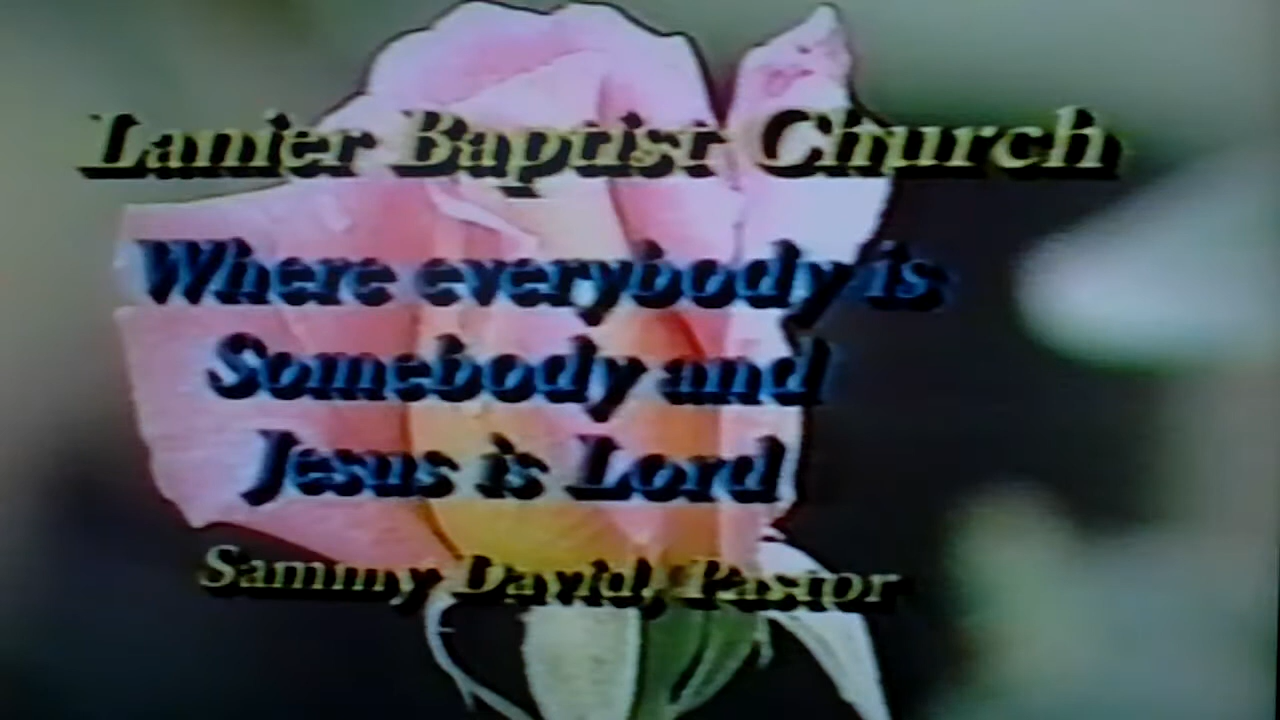 Lanier Baptist Church
Where everybody is
Somebody and
Jesus is Lord
Sammy David, Pastor